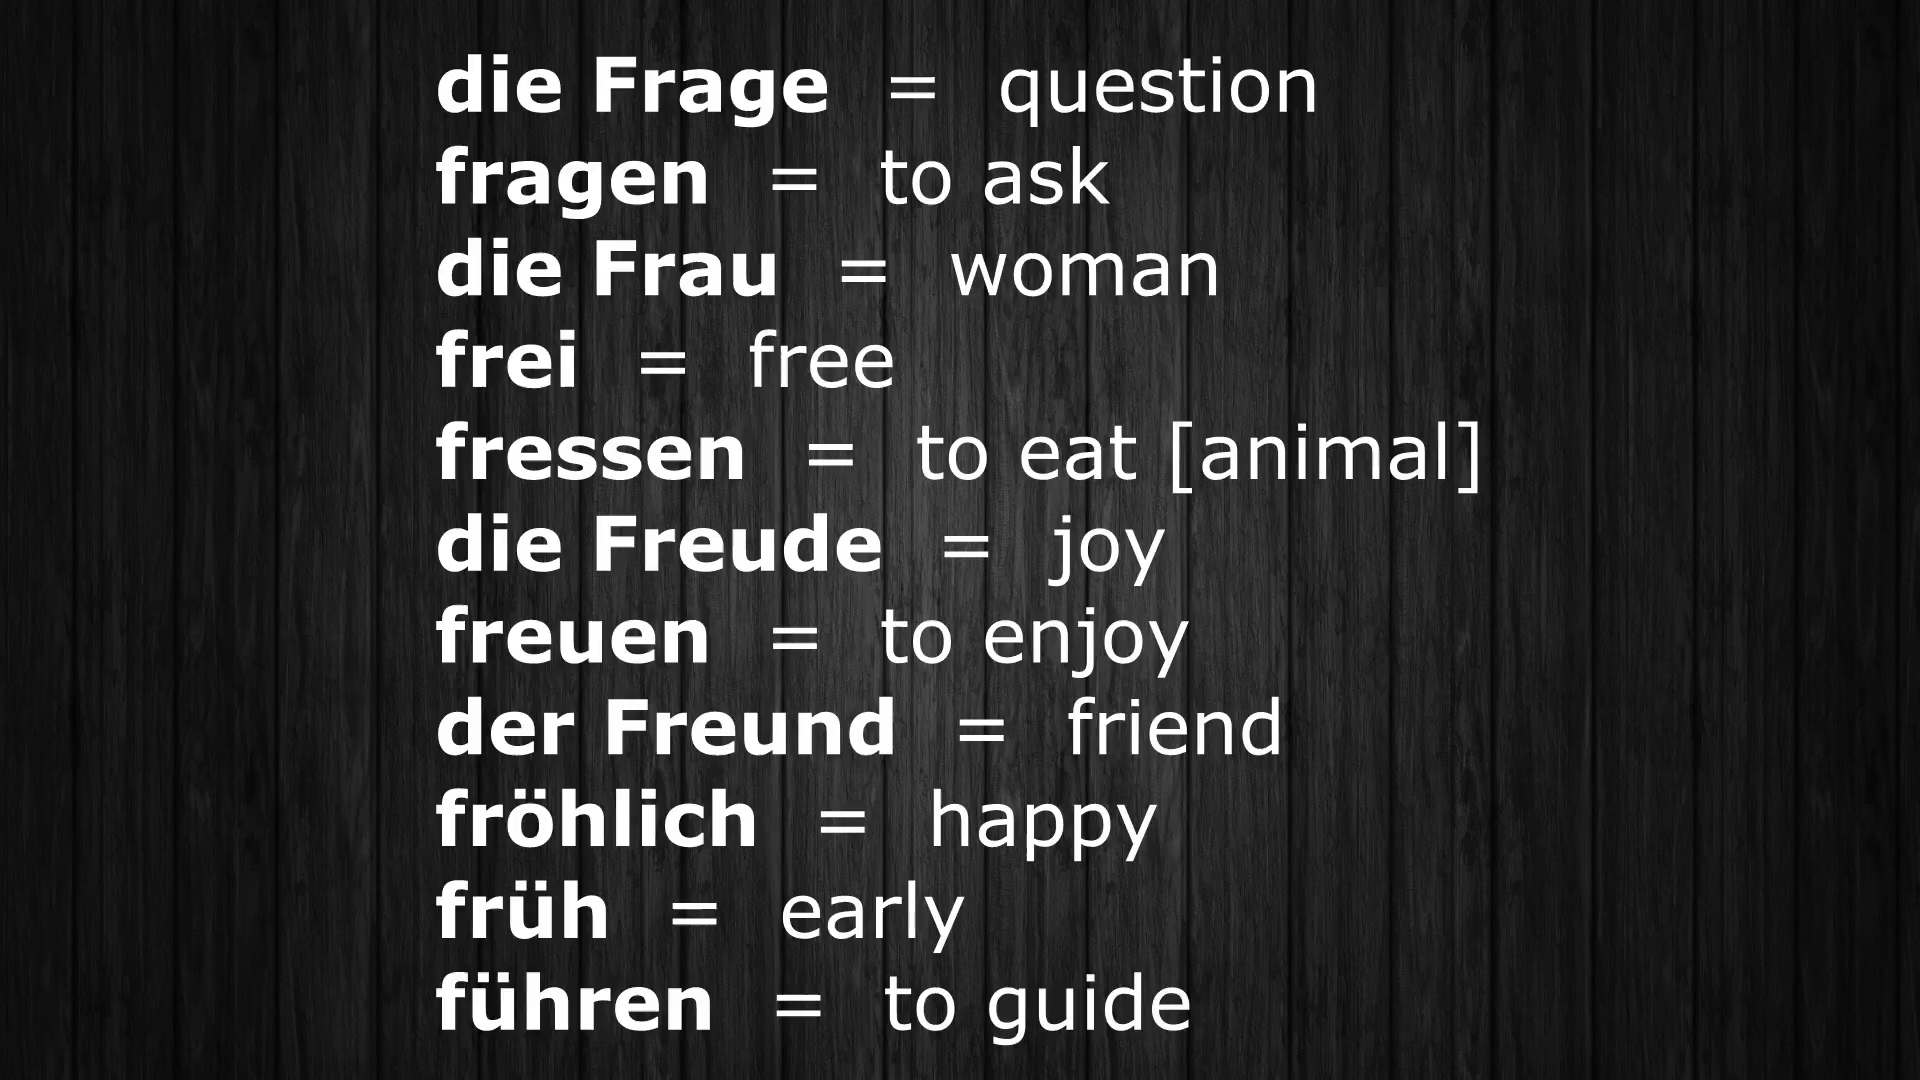 die Frage = question
fragen = to ask
die Frau = woman
frei = free
fressen = to eat [animal]
die Freude = joy
freuen = to enjoy
der Freund = friend
fröhlich = happy
früh = early
führen = to guide